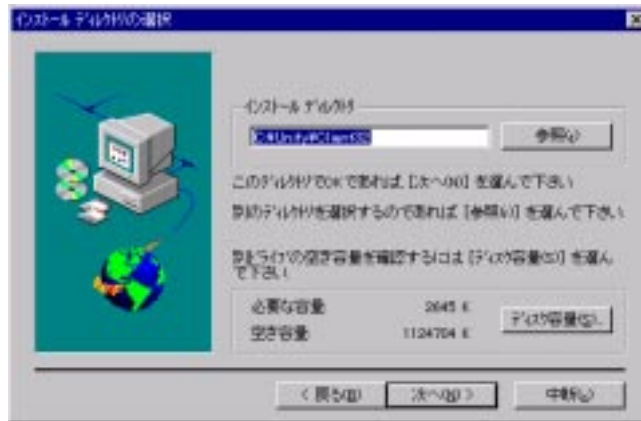 インストール ディレクトリの選択
インストール ディレクトリ
参照(J)
このディレクトリでOKであれば、[次へ(N)] を選んで下さい
別のディレクトリを選択するのであれば [参照(J)] を選んで下さい
別ドライブの空き容量を確認するには [ディスク容量(S)] を選ん
で下さい
必要な容量 2645 K
空き容量 1124704 K
ディスク容量(S)...
< 戻る(B)
次へ(N) >
中断